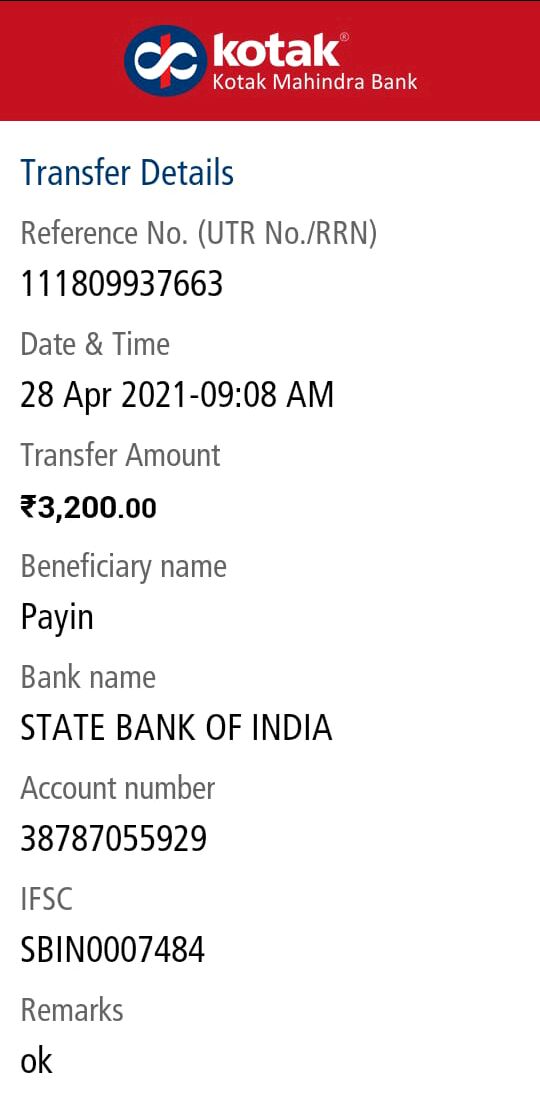 kotak®
Kotak Mahindra Bank
Transfer Details
Reference No. (UTR No./RRN)
111809937663
Date & Time
28 Apr 2021-09:08 AM
Transfer Amount
₹3,200.00
Beneficiary name
Payin
Bank name
STATE BANK OF INDIA
Account number
38787055929
IFSC
SBIN0007484
Remarks
ok